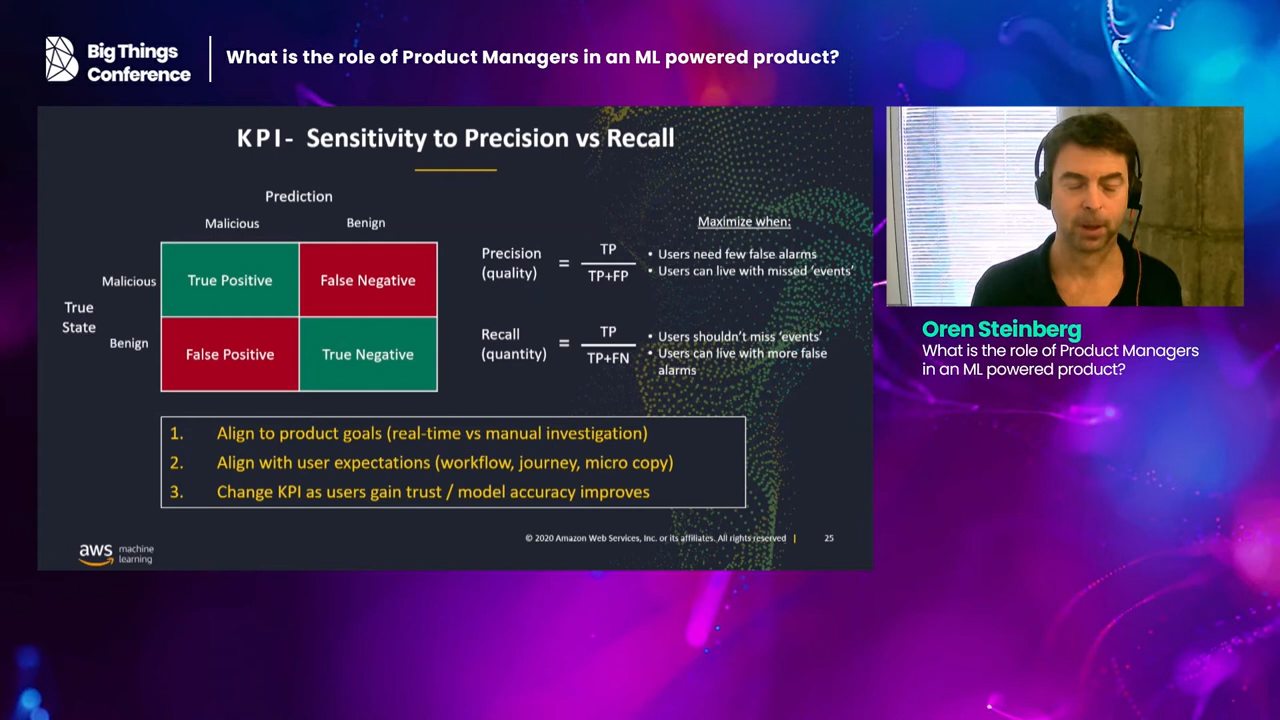 Big Things
Conference
What is the role of Product Managers in an ML powered product?
KPI- Sensitivity to Precision vs Recall
Prediction
Malicious
Benign
Malicious
True Positive
False Negative
True
State
Benign
False Positive
True Negative
Precision
(quality)
=
TP
TP+FP
Recall
(quantity)
=
TP
TP+FN
Maximize when:
• Users need few false alarms
• Users can live with missed 'events'
• Users shouldn't miss 'events'
• Users can live with more false
alarms
1. Align to product goals (real-time vs manual investigation)
2. Align with user expectations (workflow, journey, micro copy)
3. Change KPI as users gain trust / model accuracy improves
aws machine
learning
© 2020 Amazon Web Services, Inc. or its affiliates. All rights reserved | 25
Oren Steinberg
What is the role of Product Managers
in an ML powered product?